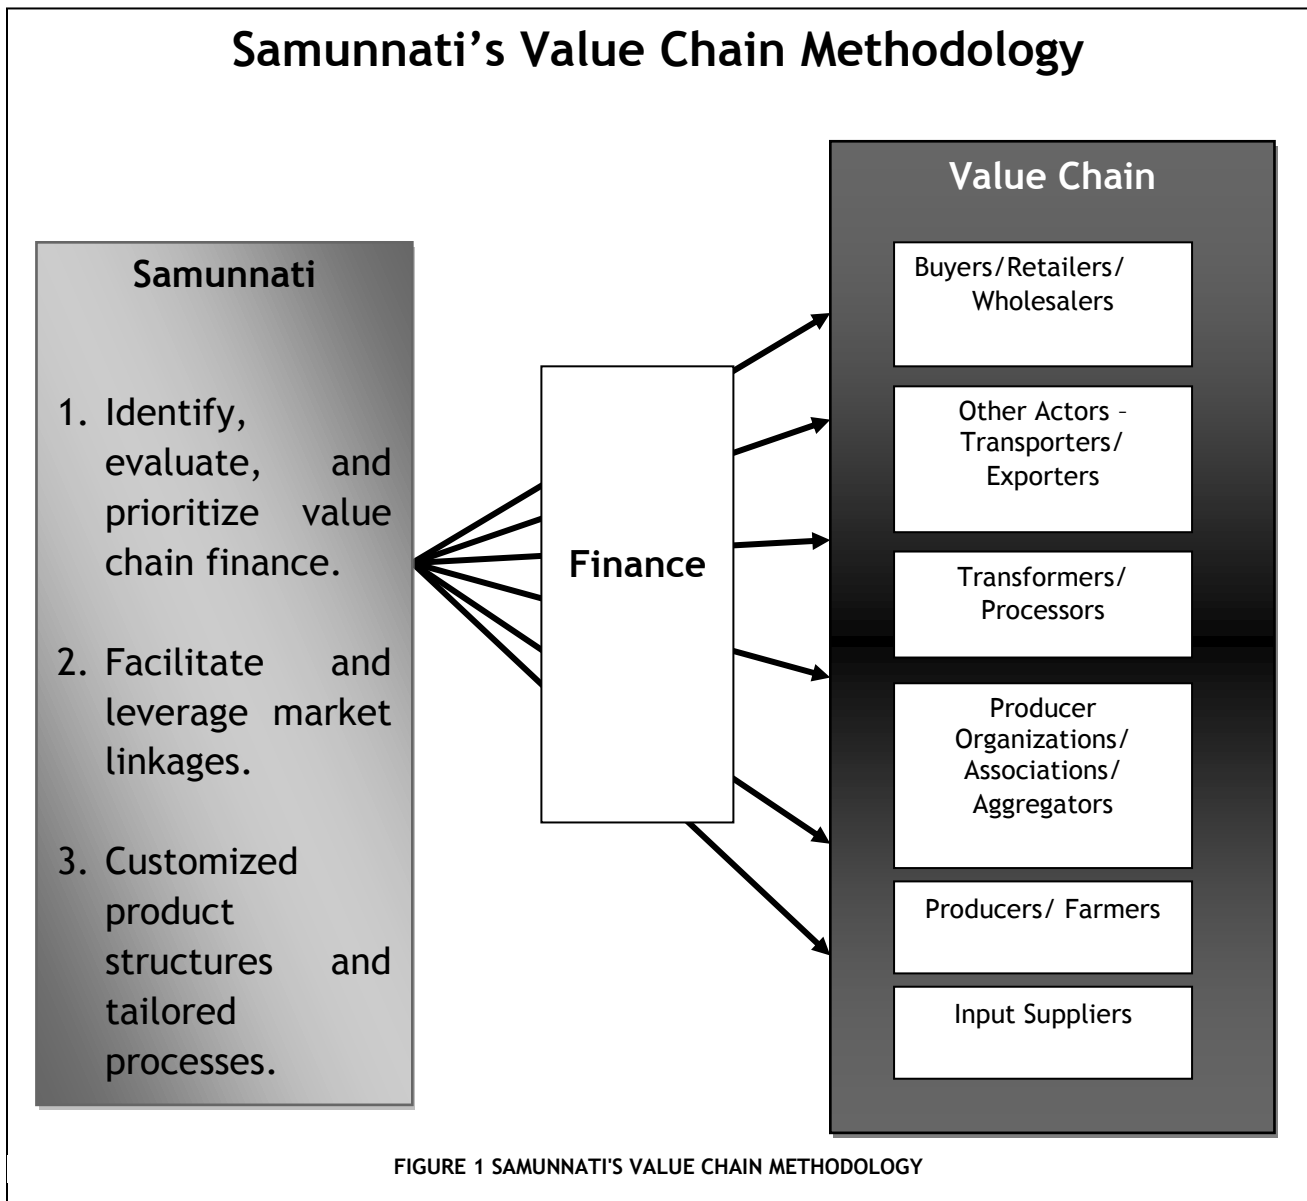 Samunnati’s Value Chain Methodology
Samunnati
1. Identify,
evaluate, and
prioritize value
chain finance.
2. Facilitate and
leverage market
linkages.
3. Customized
product
structures and
tailored
processes.
Finance
Value Chain
Buyers/Retailers/
Wholesalers
Other Actors –
Transporters/
Exporters
Transformers/
Processors
Producer
Organizations/
Associations/
Aggregators
Producers/ Farmers
Input Suppliers
FIGURE 1 SAMUNNATI'S VALUE CHAIN METHODOLOGY